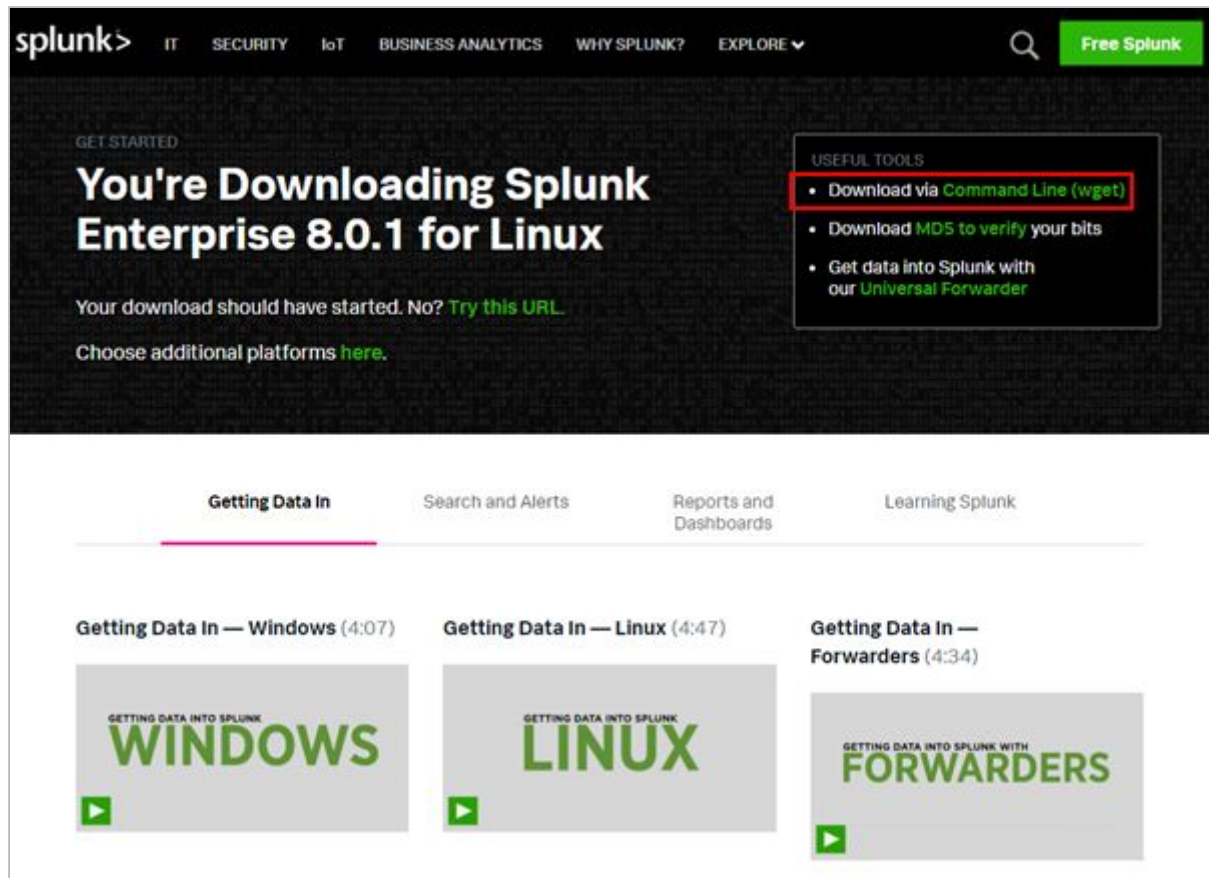 splunk> IT SECURITY IoT BUSINESS ANALYTICS WHY SPLUNK? EXPLORE Free Splunk
GET STARTED
You're Downloading Splunk
Enterprise 8.0.1 for Linux
Your download should have started. No? Try this URL.
Choose additional platforms here.
USEFUL TOOLS
• Download via Command Line (wget)
• Download MD5 to verify your bits
• Get data into Splunk with
our Universal Forwarder
Getting Data In
Search and Alerts
Reports and
Dashboards
Learning Splunk
Getting Data In — Windows (4:07)
GETTING DATA INTO SPLUNK
WINDOWS
Getting Data In — Linux (4:47)
GETTING DATA INTO SPLUNK
LINUX
Getting Data In —
Forwarders (4:34)
GETTING DATA INTO SPLUNK WITH
FORWARDERS